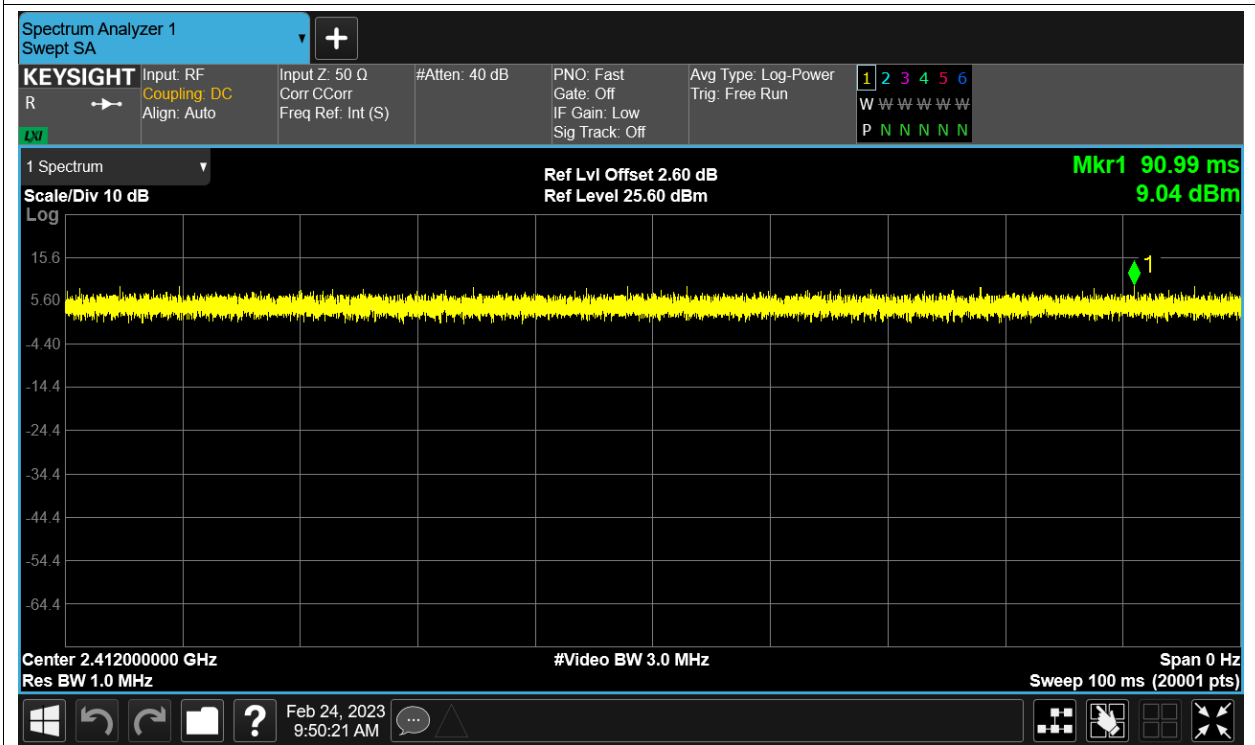 Spectrum Analyzer 1
Swept SA
KEYSIGHT
R
LXI
Input: RF
Coupling: DC
Align: Auto
Input Z: 50 Ω
Corr CCorr
Freq Ref: Int (S)
#Atten: 40 dB
PNO: Fast
Gate: Off
IF Gain: Low
Sig Track: Off
Avg Type: Log-Power
Trig: Free Run
1 2 3 4 5 6
W W W W W W
P N N N N N
1 Spectrum
Scale/Div 10 dB
Ref Lvl Offset 2.60 dB
Ref Level 25.60 dBm
Mkr1 90.99 ms
9.04 dBm
Log
15.6
5.60
-4.40
-14.4
-24.4
-34.4
-44.4
-54.4
-64.4
1
Center 2.412000000 GHz
#Video BW 3.0 MHz
Span 0 Hz
Res BW 1.0 MHz
Sweep 100 ms (20001 pts)
?
Feb 24, 2023
9:50:21 AM